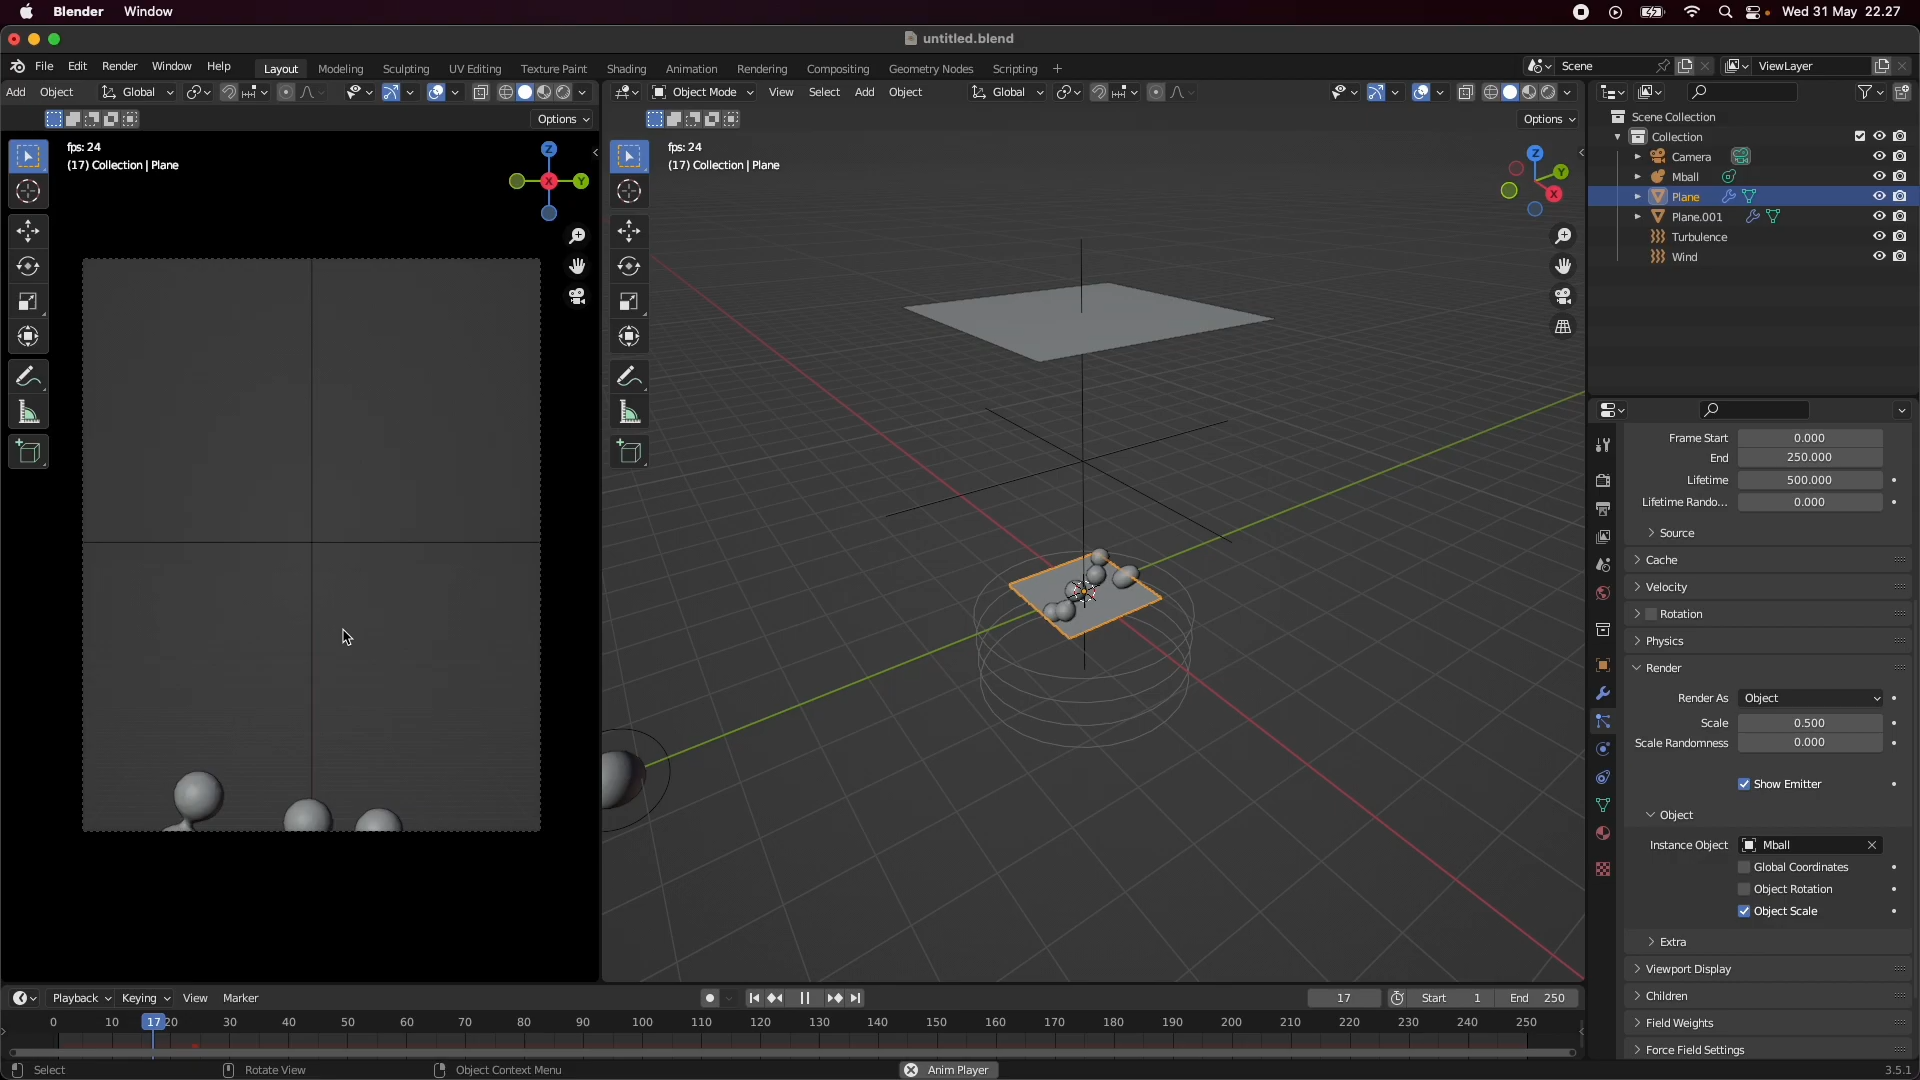 Blender Window Wed 31 May 22.27
untitled.blend
File Edit Render Window Help Layout Modeling Sculpting UV Editing Texture Paint Shading Animation Rendering Compositing Geometry Nodes Scripting + Scene ViewLayer
Add Object Global Object Mode View Select Add Object Global
Options Options
fps: 24
(17) Collection | Plane
Z
Y
X
fps: 24
(17) Collection | Plane
Z
Y
X
Scene Collection
Collection
Camera
Mball
Plane
Plane.001
Turbulence
Wind
Frame Start 0.000
End 250.000
Lifetime 500.000
Lifetime Rando... 0.000
Source
Cache
Velocity
Rotation
Physics
Render
Render As Object
Scale 0.500
Scale Randomness 0.000
Show Emitter
Object
Instance Object Mball
Global Coordinates
Object Rotation
Object Scale
Extra
Viewport Display
Children
Field Weights
Force Field Settings
Playback Keying View Marker 17 Start 1 End 250
0 10 17 20 30 40 50 60 70 80 90 100 110 120 130 140 150 160 170 180 190 200 210 220 230 240 250
Select Rotate View Object Context Menu Anim Player 3.5.1